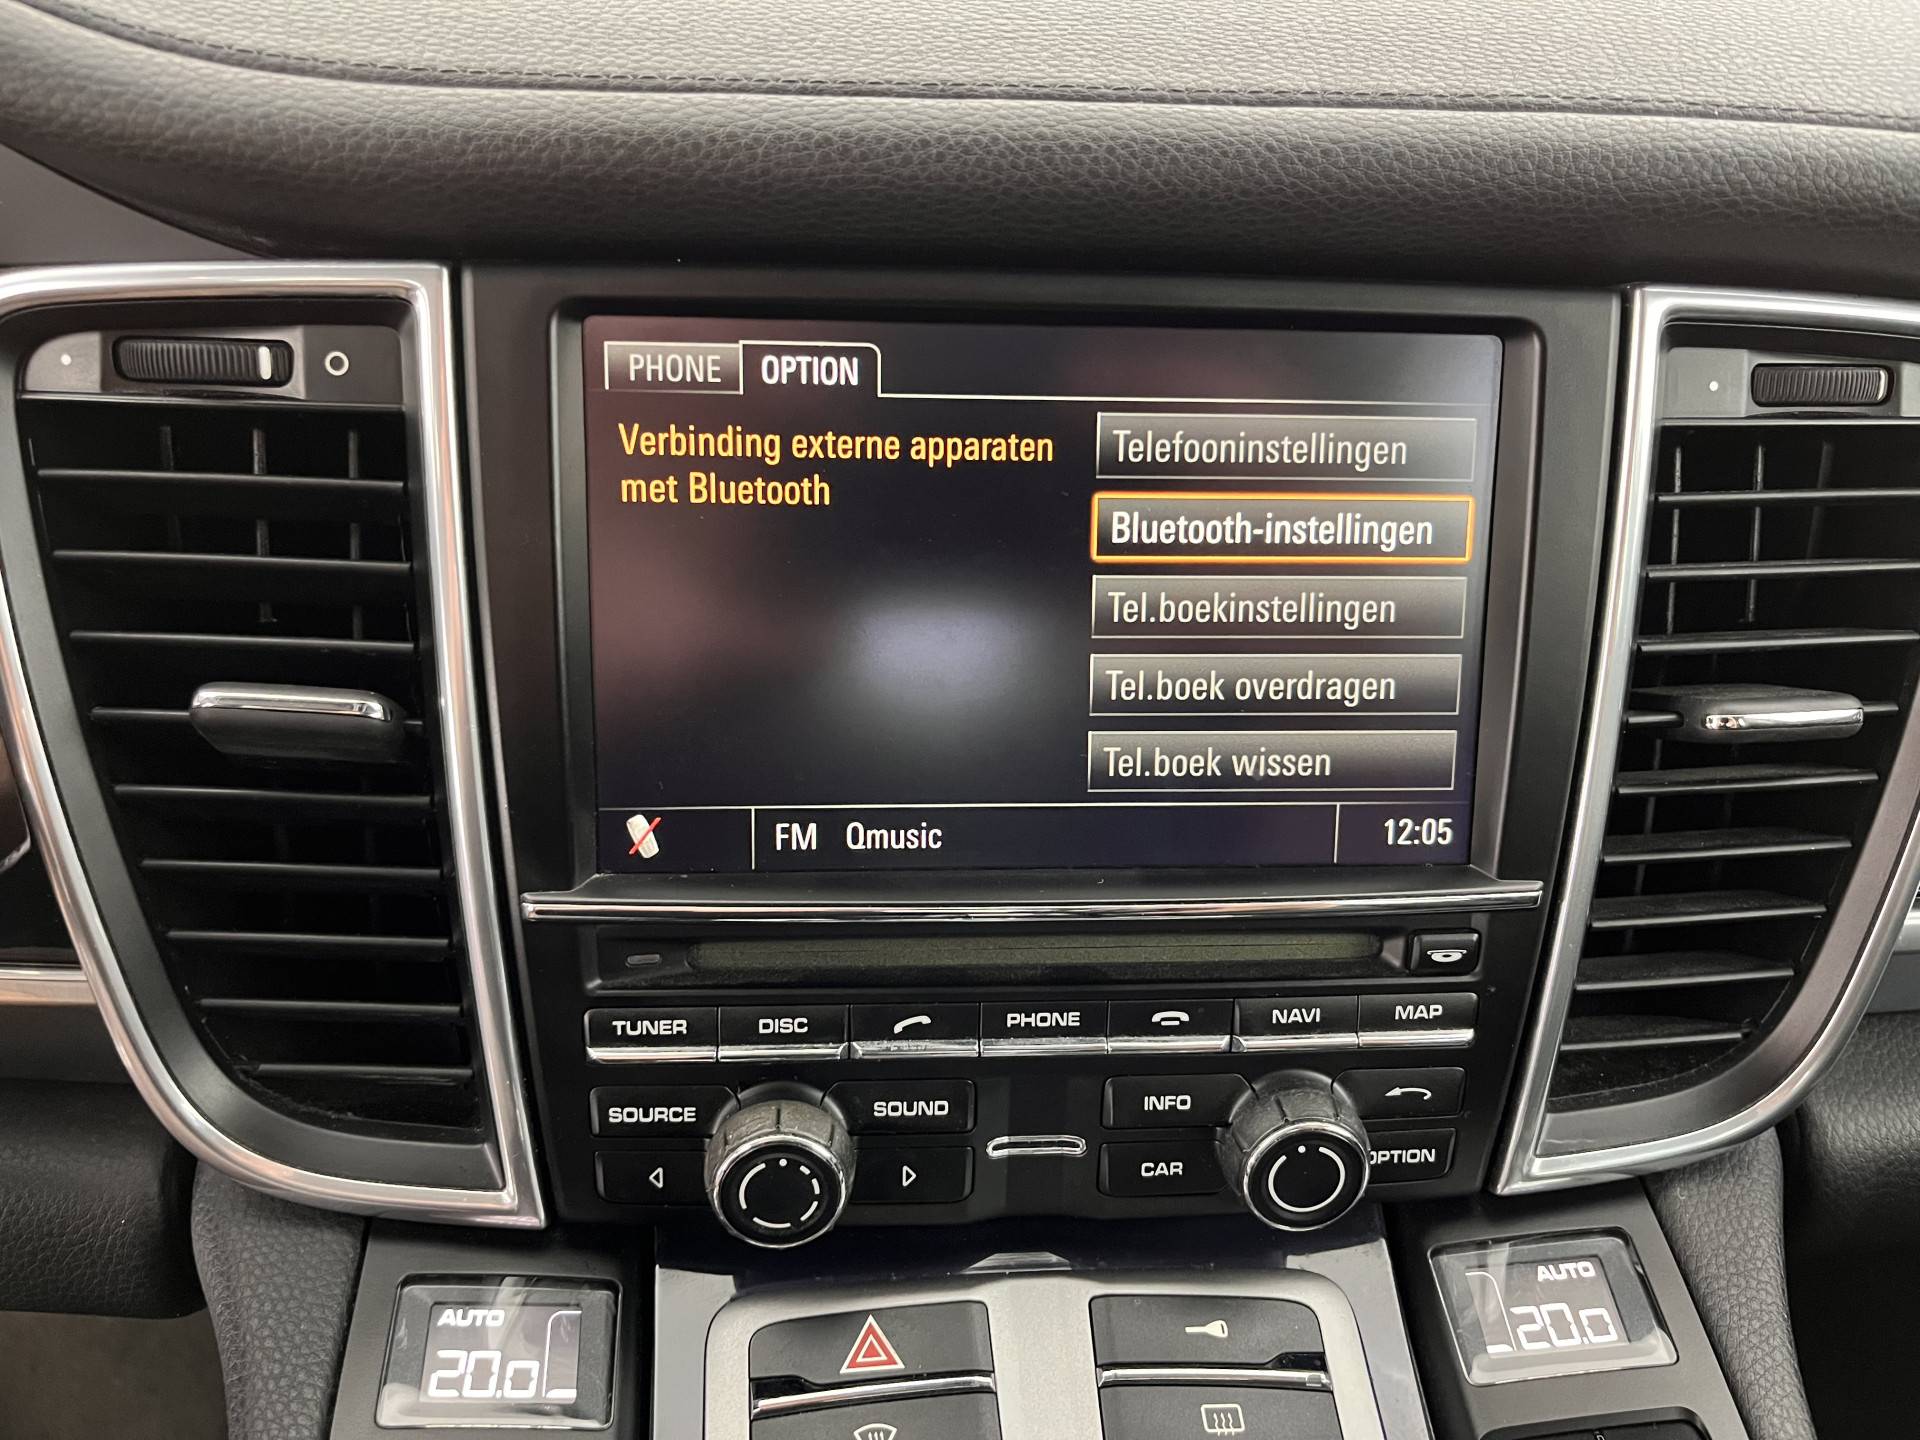 PHONE
OPTION
Verbinding externe apparaten
met Bluetooth
Telefooninstellingen
Bluetooth-instellingen
Tel.boekinstellingen
Tel.boek overdragen
Tel.boek wissen
FM Qmusic
12:05
TUNER
DISC
PHONE
NAVI
MAP
SOURCE
SOUND
INFO
CAR
OPTION
AUTO
20.0
AUTO
20.0